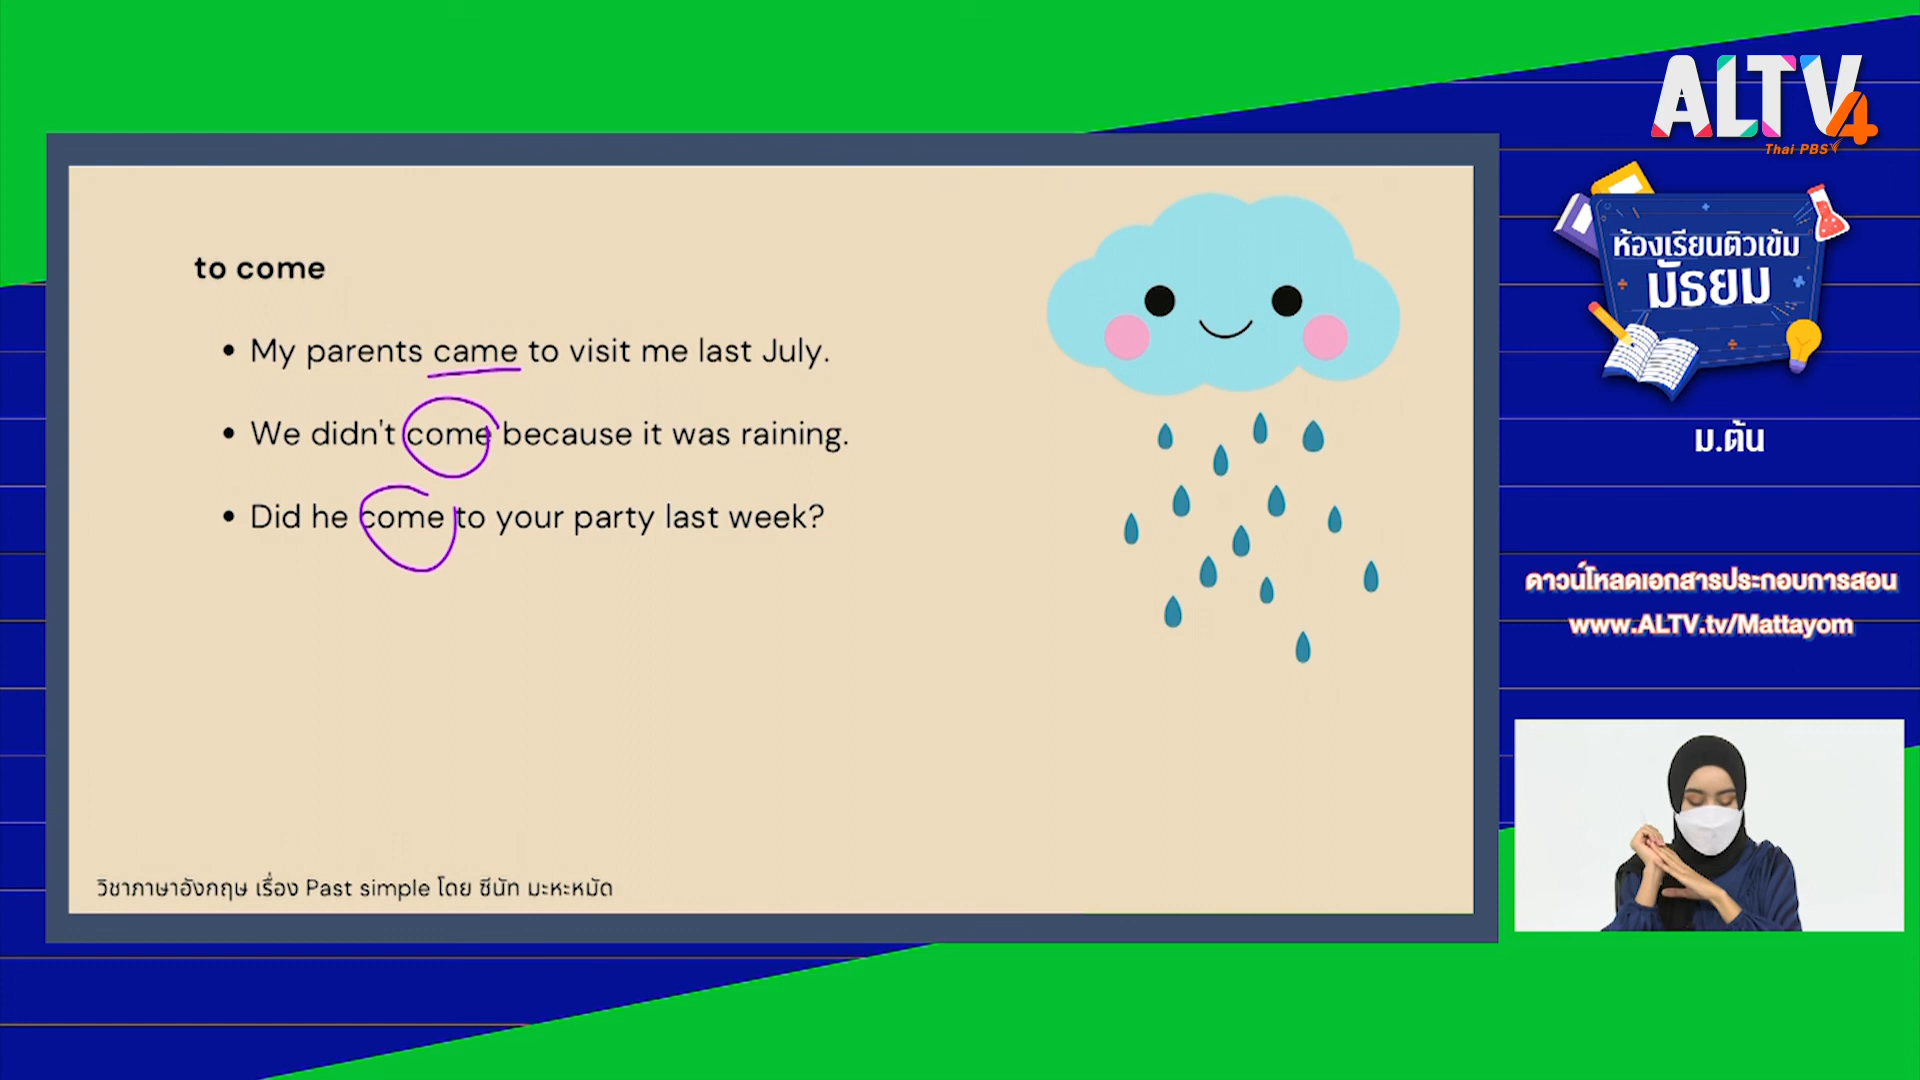 to come
• My parents came to visit me last July.
• We didn't come because it was raining.
• Did he come to your party last week?
วิชาภาษาอังกฤษ เรื่อง Past simple โดย ซีนัท มะหะหมัด
ALTV4
Thai PBS
ห้องเรียนติวเข้ม
มัธยม
ม.ต้น
ดาวน์โหลดเอกสารประกอบการสอน
www.ALTV.tv/Mattayom